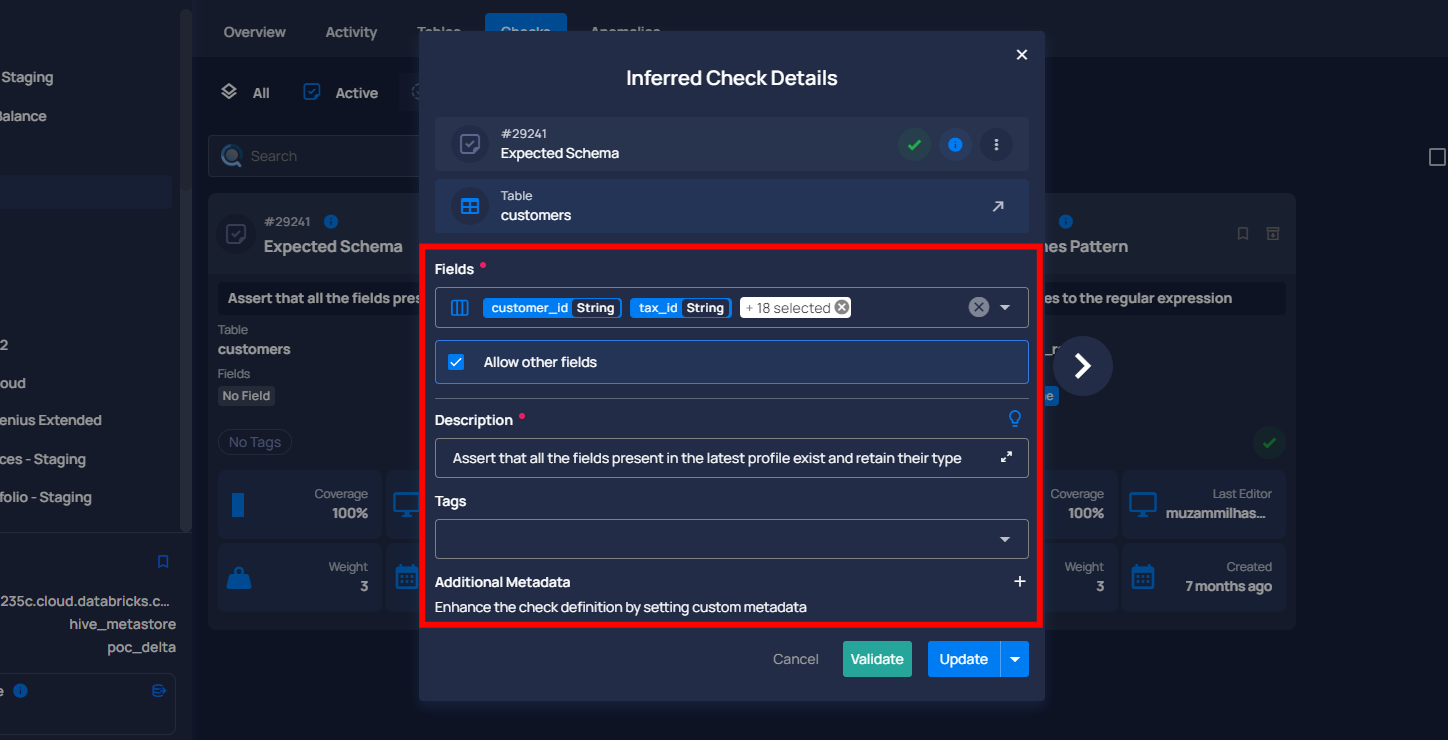 Overview Activity Tables Checks Anomalies
Staging
Balance
All Active
Search
2
oud
enius Extended
ces - Staging
folio - Staging
235c.cloud.databricks.c...
hive_metastore
poc_delta
e
#29241
Expected Schema
Assert that all the fields pres
Table
customers
Fields
No Field
No Tags
Coverage
100%
Weight
3
Inferred Check Details
#29241
Expected Schema
Table
customers
Fields
customer_id String tax_id String + 18 selected
Allow other fields
Description
Assert that all the fields present in the latest profile exist and retain their type
Tags
Additional Metadata
Enhance the check definition by setting custom metadata
Cancel Validate Update
nes Pattern
es to the regular expression
e
Coverage
100%
Last Editor
muzammilhas...
Weight
3
Created
7 months ago